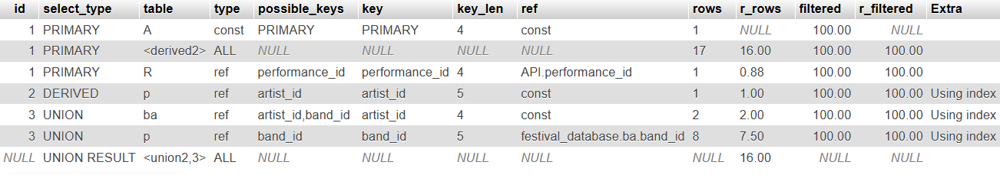 id select_type table type possible_keys key key_len ref rows r_rows filtered r_filtered Extra
1 PRIMARY A const PRIMARY PRIMARY 4 const 1 NULL 100.00 NULL
1 PRIMARY <derived2> ALL NULL NULL NULL NULL 17 16.00 100.00 100.00
1 PRIMARY R ref performance_id performance_id 4 API.performance_id 1 0.88 100.00 100.00
2 DERIVED p ref artist_id artist_id 5 const 1 1.00 100.00 100.00 Using index
3 UNION ba ref artist_id,band_id artist_id 4 const 2 2.00 100.00 100.00 Using index
3 UNION p ref band_id band_id 5 festival_database.ba.band_id 8 7.50 100.00 100.00 Using index
NULL UNION RESULT <union2,3> ALL NULL NULL NULL NULL NULL 16.00 NULL NULL